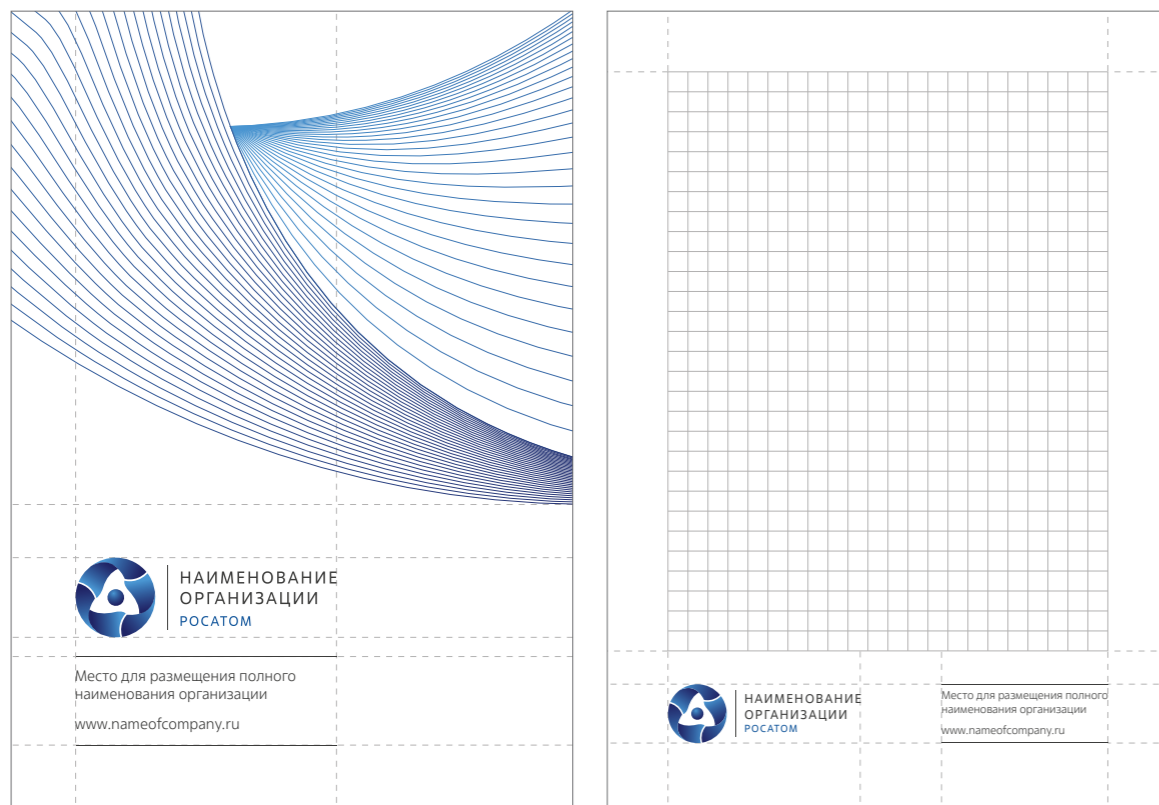 НАИМЕНОВАНИЕ
ОРГАНИЗАЦИИ
РОСАТОМ
Место для размещения полного
наименования организации
www.nameofcompany.ru
НАИМЕНОВАНИЕ
ОРГАНИЗАЦИИ
РОСАТОМ
Место для размещения полного
наименования организации
www.nameofcompany.ru